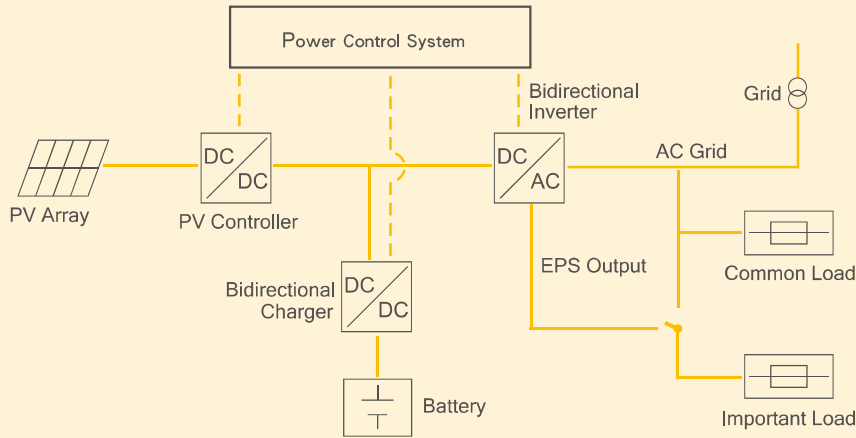 Power Control System
Bidirectional
Inverter
Grid
DC
DC
DC
AC
AC Grid
PV Array
PV Controller
EPS Output
Common Load
Bidirectional
Charger
DC
DC
Battery
Important Load